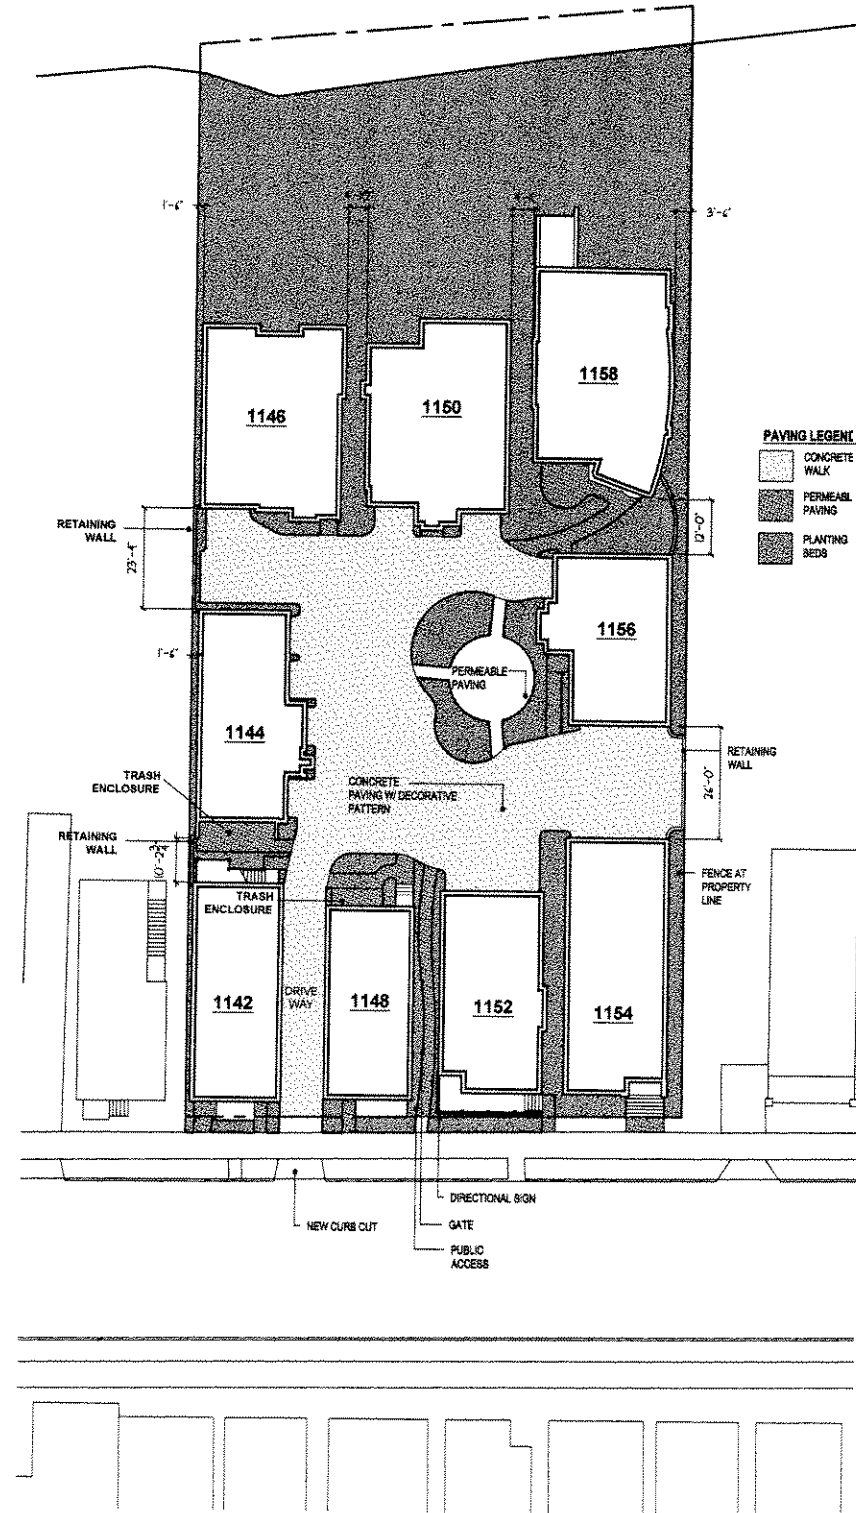 1'-6"
3'-6"
1158
1146
1150
PAVING LEGEND
CONCRETE
WALK
PERMEABL
PAVING
PLANTING
BEDS
RETAINING
WALL
23'-4"
12'-0"
1156
1'-6"
PERMEABLE
PAVING
1144
RETAINING
WALL
26'-0"
TRASH
ENCLOSURE
CONCRETE
PAVING W/ DECORATIVE
PATTERN
RETAINING
WALL
FENCE AT
PROPERTY
LINE
TRASH
ENCLOSURE
DRIVE
WAY
1142
1148
1152
1154
DIRECTIONAL SIGN
NEW CURB CUT
GATE
PUBLIC
ACCESS